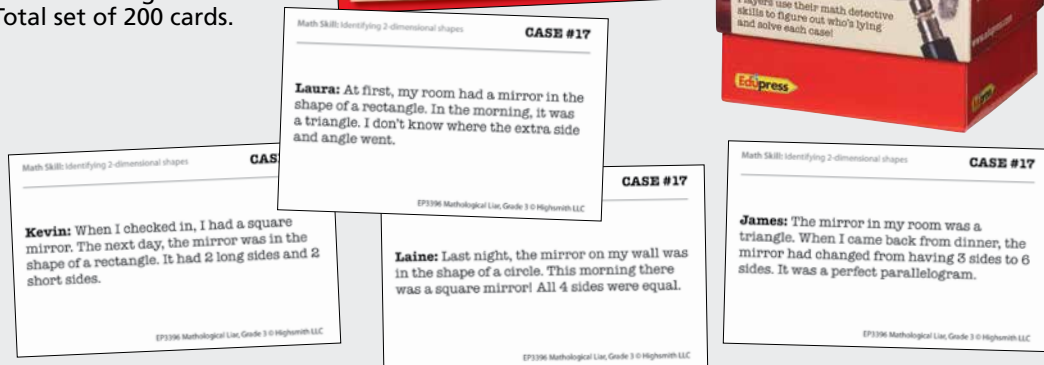 Total set of 200 cards.
Math Skill: Identifying 2-dimensional shapes
CASE #17
Laura: At first, my room had a mirror in the
shape of a rectangle. In the morning, it was
a triangle. I don't know where the extra side
and angle went.
EP3396 Mathological Liar, Grade 3 © Highsmith LLC
Players use their math detective
skills to figure out who's lying
and solve each case!
Edupress
Math Skill: Identifying 2-dimensional shapes
CAS
Kevin: When I checked in, I had a square
mirror. The next day, the mirror was in the
shape of a rectangle. It had 2 long sides and 2
short sides.
EP3396 Mathological Liar, Grade 3 © Highsmith LLC
CASE #17
Laine: Last night, the mirror on my wall was
in the shape of a circle. This morning there
was a square mirror! All 4 sides were equal.
EP3396 Mathological Liar, Grade 3 © Highsmith LLC
Math Skill: Identifying 2-dimensional shapes
CASE #17
James: The mirror in my room was a
triangle. When I came back from dinner, the
mirror had changed from having 3 sides to 6
sides. It was a perfect parallelogram.
EP3396 Mathological Liar, Grade 3 © Highsmith LLC